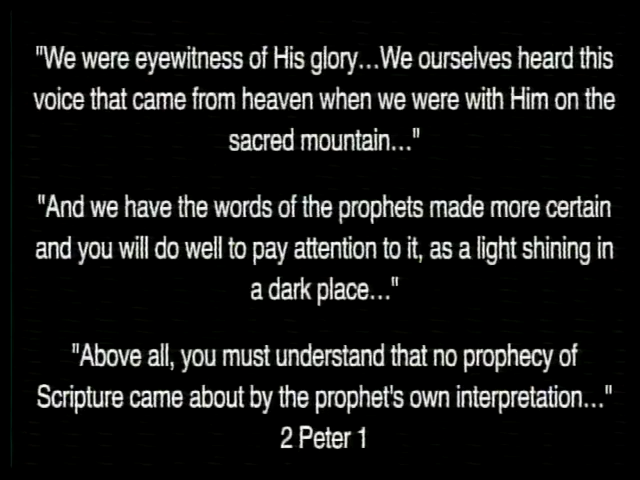 "We were eyewitness of His glory...We ourselves heard this
voice that came from heaven when we were with Him on the
sacred mountain..."
"And we have the words of the prophets made more certain
and you will do well to pay attention to it, as a light shining in
a dark place..."
"Above all, you must understand that no prophecy of
Scripture came about by the prophet's own interpretation..."
2 Peter 1